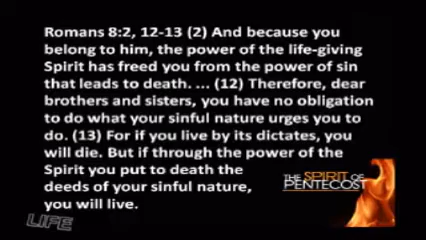 Romans 8:2, 12-13 (2) And because you
belong to him, the power of the life-giving
Spirit has freed you from the power of sin
that leads to death. ... (12) Therefore, dear
brothers and sisters, you have no obligation
to do what your sinful nature urges you to
do. (13) For if you live by its dictates, you
will die. But if through the power of the
Spirit you put to death the
deeds of your sinful nature,
you will live.
THE SPIRIT OF
PENTECOST
LIFE